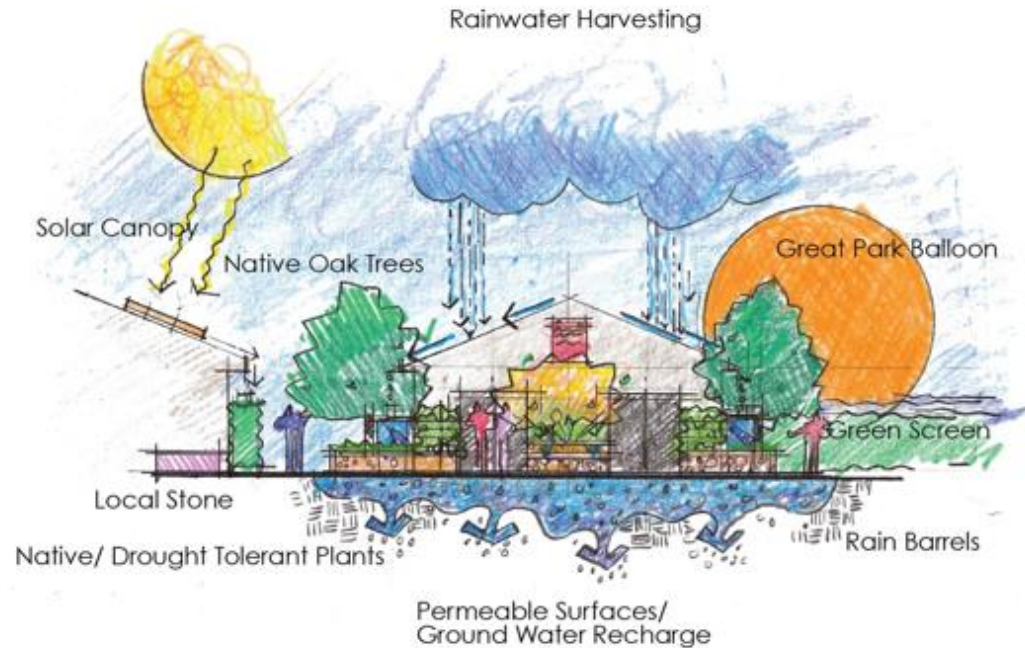 Rainwater Harvesting
Solar Canopy
Native Oak Trees
Great Park Balloon
Green Screen
Local Stone
Native/ Drought Tolerant Plants
Rain Barrels
Permeable Surfaces/
Ground Water Recharge